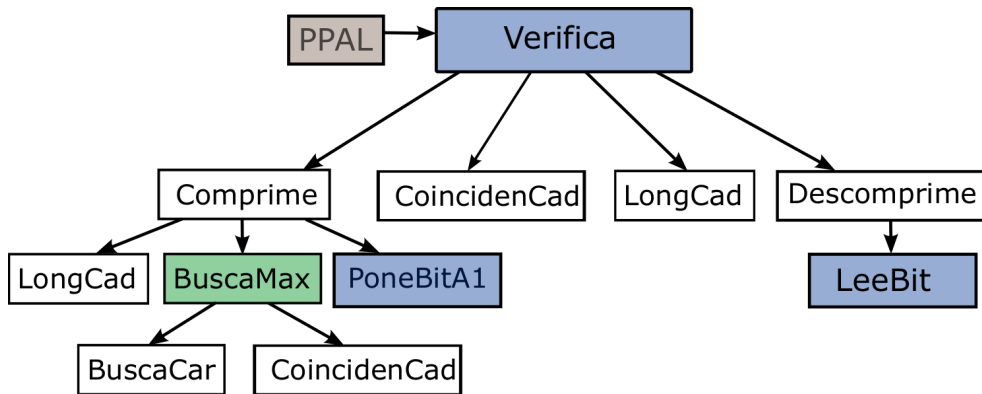 PPAL
Verifica
Comprime
CoincidenCad
LongCad
Descomprime
LongCad
BuscaMax
PoneBitA1
LeeBit
BuscaCar
CoincidenCad